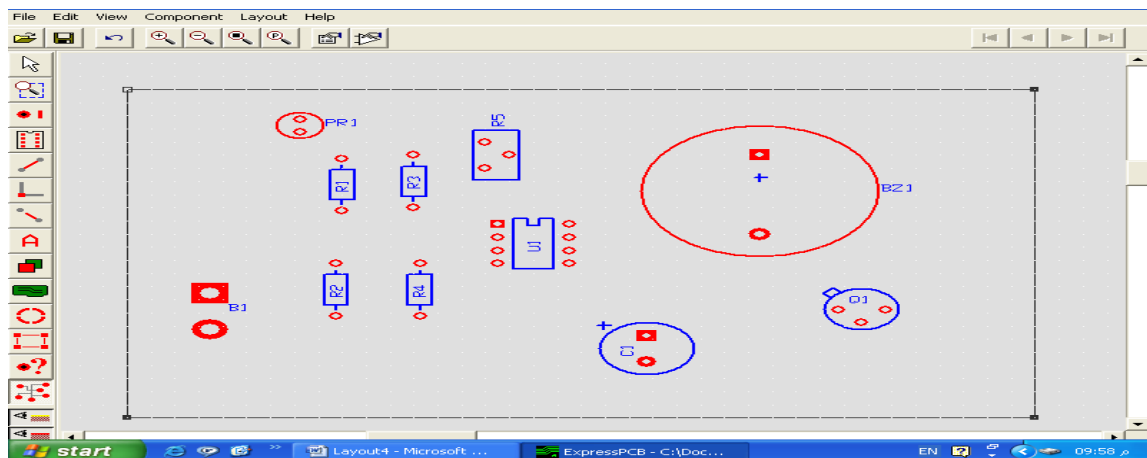 File Edit View Component Layout Help
PR1
R5
R1
R3
BZ1
U1
R2
R4
B1
Q1
C1
start
Layout4 - Microsoft ...
ExpressPCB - C:\Doc...
EN
09:58 م